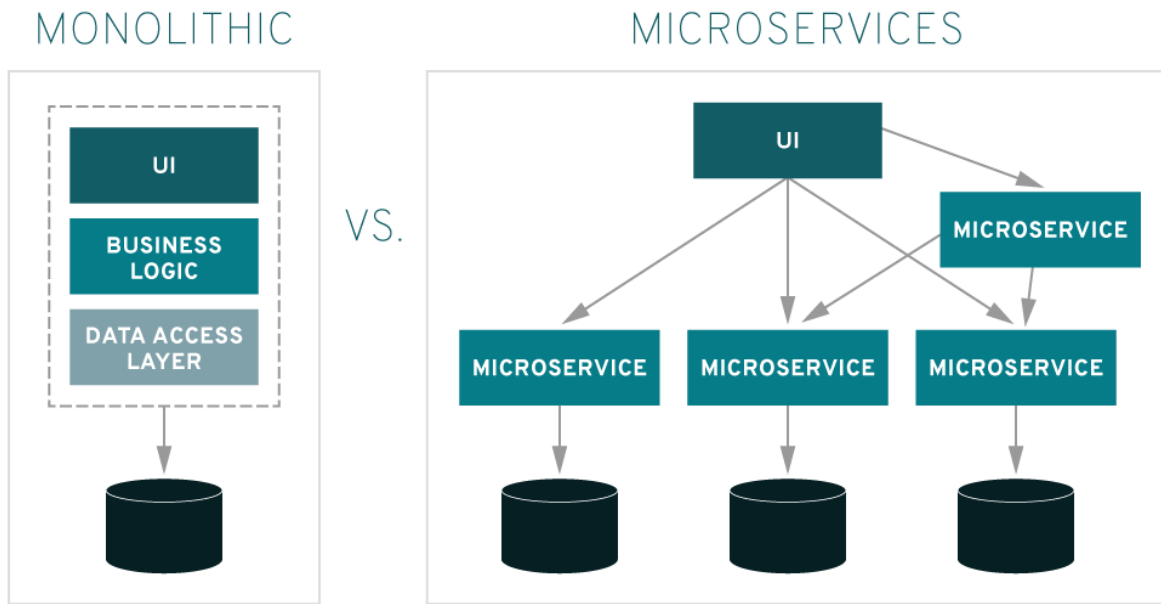 MONOLITHIC
VS.
MICROSERVICES
UI
BUSINESS
LOGIC
DATA ACCESS
LAYER
UI
MICROSERVICE
MICROSERVICE
MICROSERVICE
MICROSERVICE